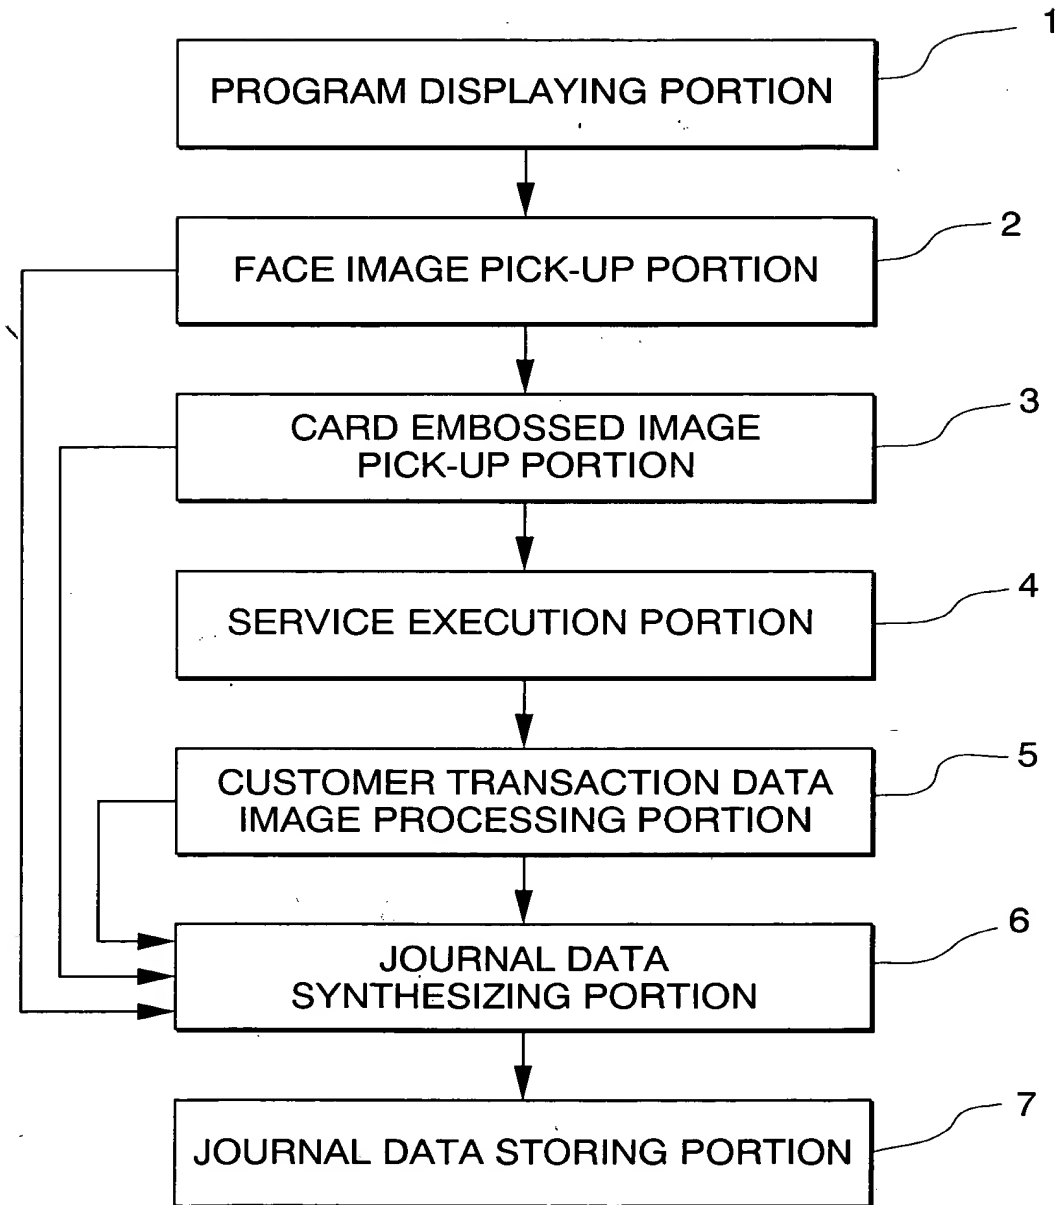 1
PROGRAM DISPLAYING PORTION
2
FACE IMAGE PICK-UP PORTION
3
CARD EMBOSSED IMAGE
PICK-UP PORTION
4
SERVICE EXECUTION PORTION
5
CUSTOMER TRANSACTION DATA
IMAGE PROCESSING PORTION
6
JOURNAL DATA
SYNTHESIZING PORTION
7
JOURNAL DATA STORING PORTION